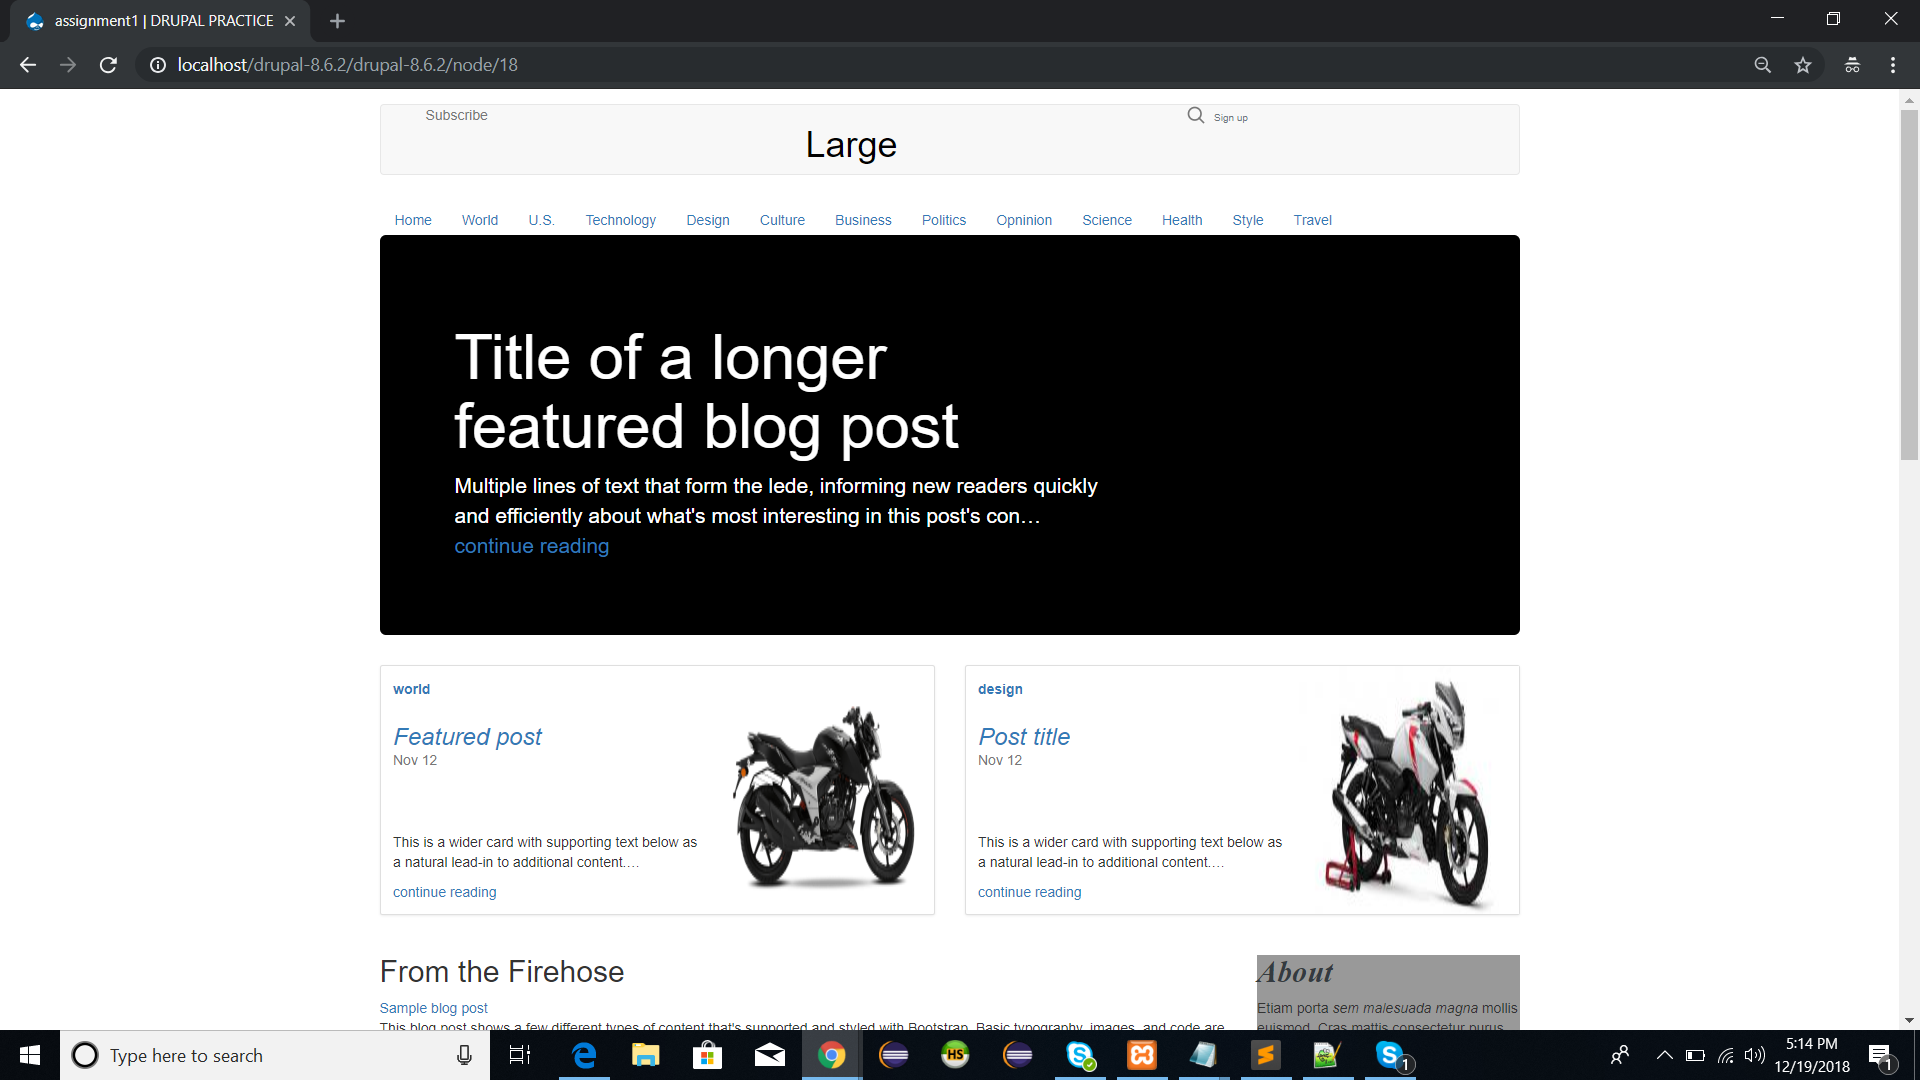 assignment1 | DRUPAL PRACTICE
localhost/drupal-8.6.2/drupal-8.6.2/node/18
Subscribe
Sign up
Large
Home World U.S. Technology Design Culture Business Politics Opninion Science Health Style Travel
Title of a longer
featured blog post
Multiple lines of text that form the lede, informing new readers quickly
and efficiently about what's most interesting in this post's con…
continue reading
world
Featured post
Nov 12
This is a wider card with supporting text below as
a natural lead-in to additional content.…
continue reading
design
Post title
Nov 12
This is a wider card with supporting text below as
a natural lead-in to additional content.…
continue reading
From the Firehose
Sample blog post
This blog post shows a few different types of content that's supported and styled with Bootstrap. Basic typography, images, and code are
About
Etiam porta sem malesuada magna mollis
euismod. Cras mattis consectetur purus
Type here to search
HS
1
5:14 PM
12/19/2018
1